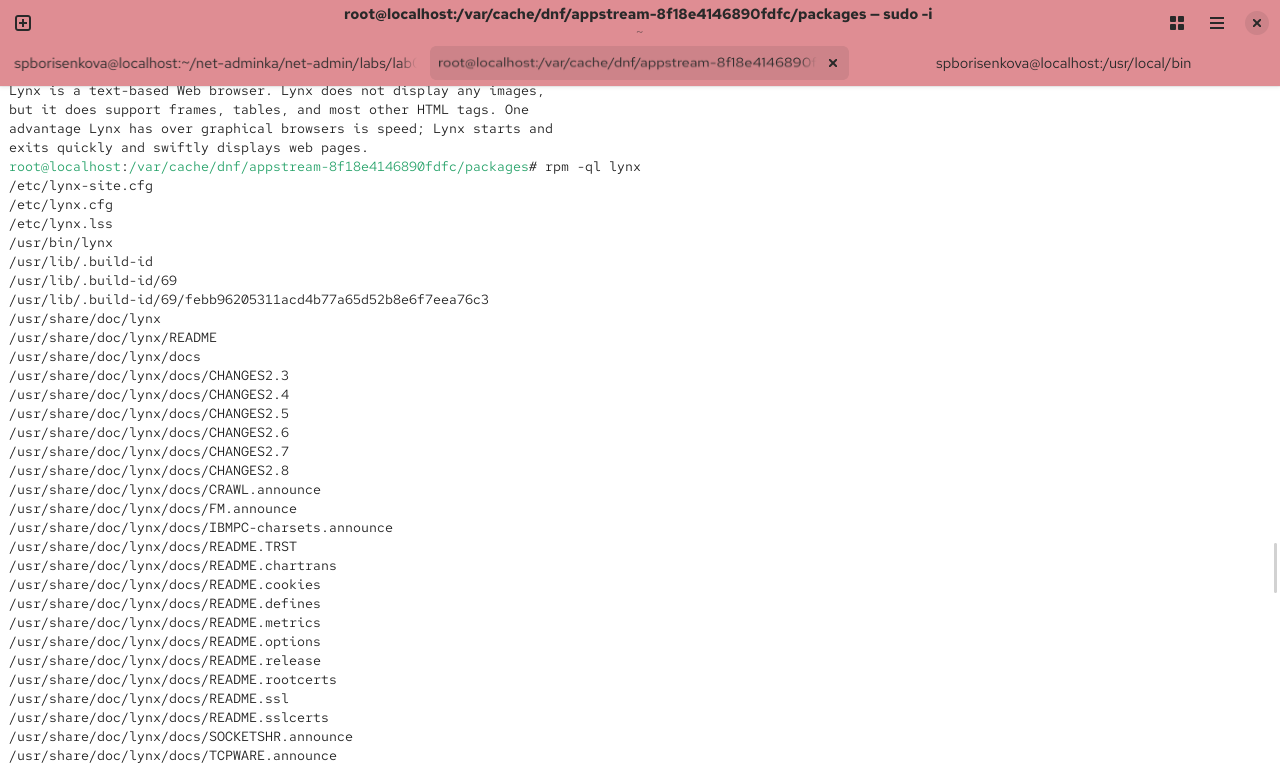 root@localhost:/var/cache/dnf/appstream-8f18e4146890fdfc/packages — sudo -i
~
spborisenkova@localhost:~/net-adminka/net-admin/labs/lab
root@localhost:/var/cache/dnf/appstream-8f18e4146890f
spborisenkova@localhost:/usr/local/bin
Lynx is a text-based Web browser. Lynx does not display any images,
but it does support frames, tables, and most other HTML tags. One
advantage Lynx has over graphical browsers is speed; Lynx starts and
exits quickly and swiftly displays web pages.
root@localhost:/var/cache/dnf/appstream-8f18e4146890fdfc/packages# rpm -ql lynx
/etc/lynx-site.cfg
/etc/lynx.cfg
/etc/lynx.lss
/usr/bin/lynx
/usr/lib/.build-id
/usr/lib/.build-id/69
/usr/lib/.build-id/69/febb96205311acd4b77a65d52b8e6f7eea76c3
/usr/share/doc/lynx
/usr/share/doc/lynx/README
/usr/share/doc/lynx/docs
/usr/share/doc/lynx/docs/CHANGES2.3
/usr/share/doc/lynx/docs/CHANGES2.4
/usr/share/doc/lynx/docs/CHANGES2.5
/usr/share/doc/lynx/docs/CHANGES2.6
/usr/share/doc/lynx/docs/CHANGES2.7
/usr/share/doc/lynx/docs/CHANGES2.8
/usr/share/doc/lynx/docs/CRAWL.announce
/usr/share/doc/lynx/docs/FM.announce
/usr/share/doc/lynx/docs/IBMPC-charsets.announce
/usr/share/doc/lynx/docs/README.TRST
/usr/share/doc/lynx/docs/README.chartrans
/usr/share/doc/lynx/docs/README.cookies
/usr/share/doc/lynx/docs/README.defines
/usr/share/doc/lynx/docs/README.metrics
/usr/share/doc/lynx/docs/README.options
/usr/share/doc/lynx/docs/README.release
/usr/share/doc/lynx/docs/README.rootcerts
/usr/share/doc/lynx/docs/README.ssl
/usr/share/doc/lynx/docs/README.sslcerts
/usr/share/doc/lynx/docs/SOCKETSHR.announce
/usr/share/doc/lynx/docs/TCPWARE.announce